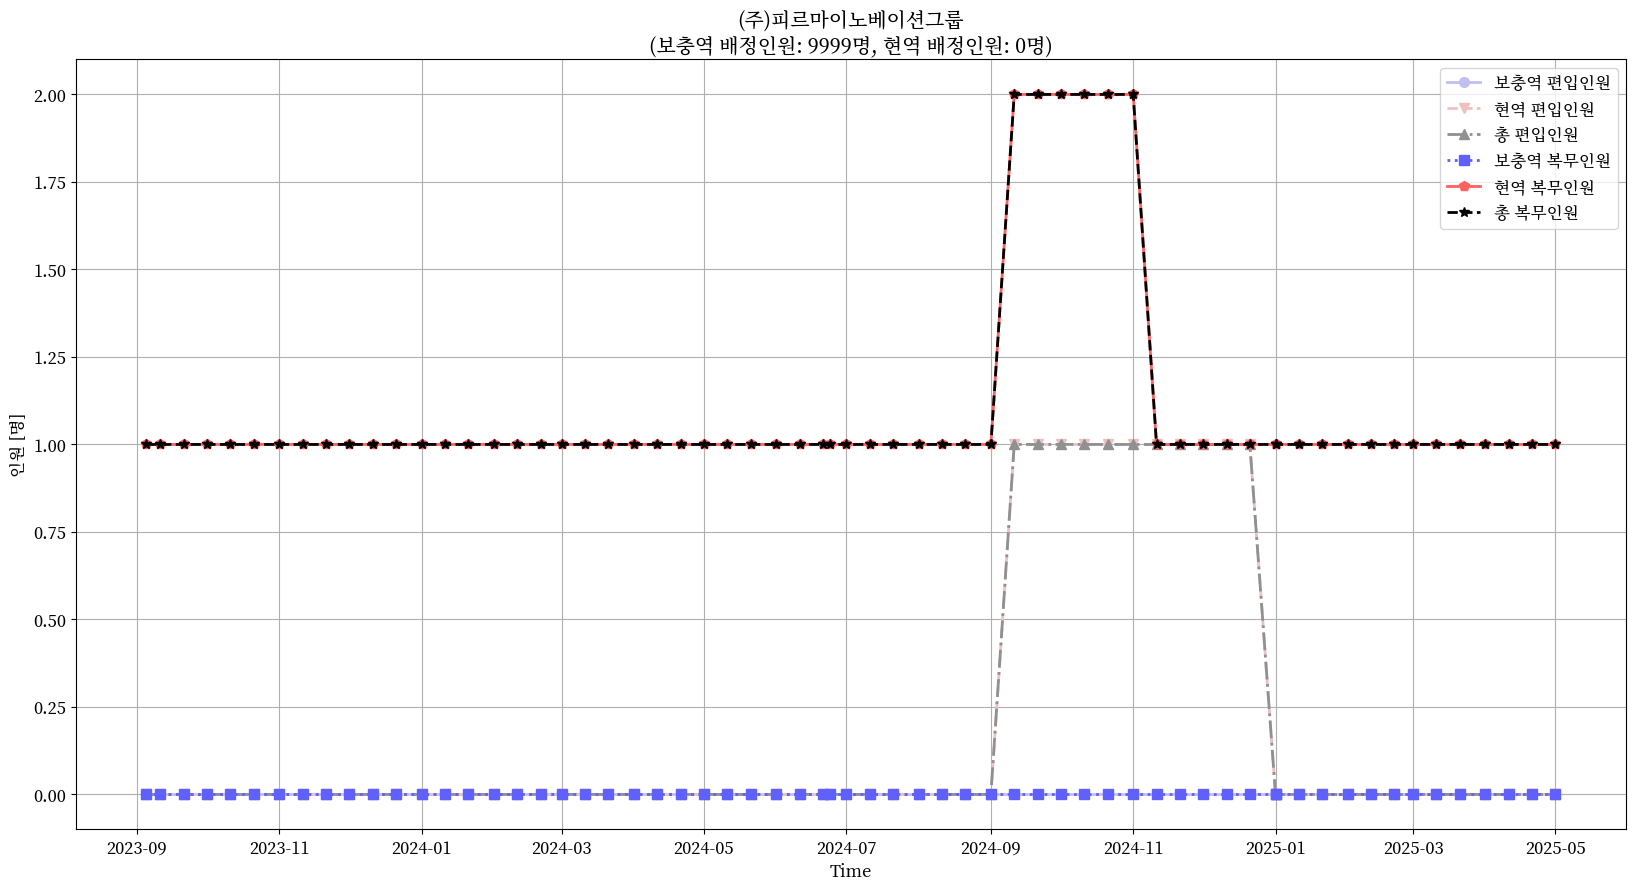 (주)피르마이노베이션그룹
(보충역 배정인원: 9999명, 현역 배정인원: 0명)
보충역 편입인원
현역 편입인원
총 편입인원
보충역 복무인원
현역 복무인원
총 복무인원
인원 [명]
2.00
1.75
1.50
1.25
1.00
0.75
0.50
0.25
0.00
2023-09 2023-11 2024-01 2024-03 2024-05 2024-07 2024-09 2024-11 2025-01 2025-03 2025-05
Time